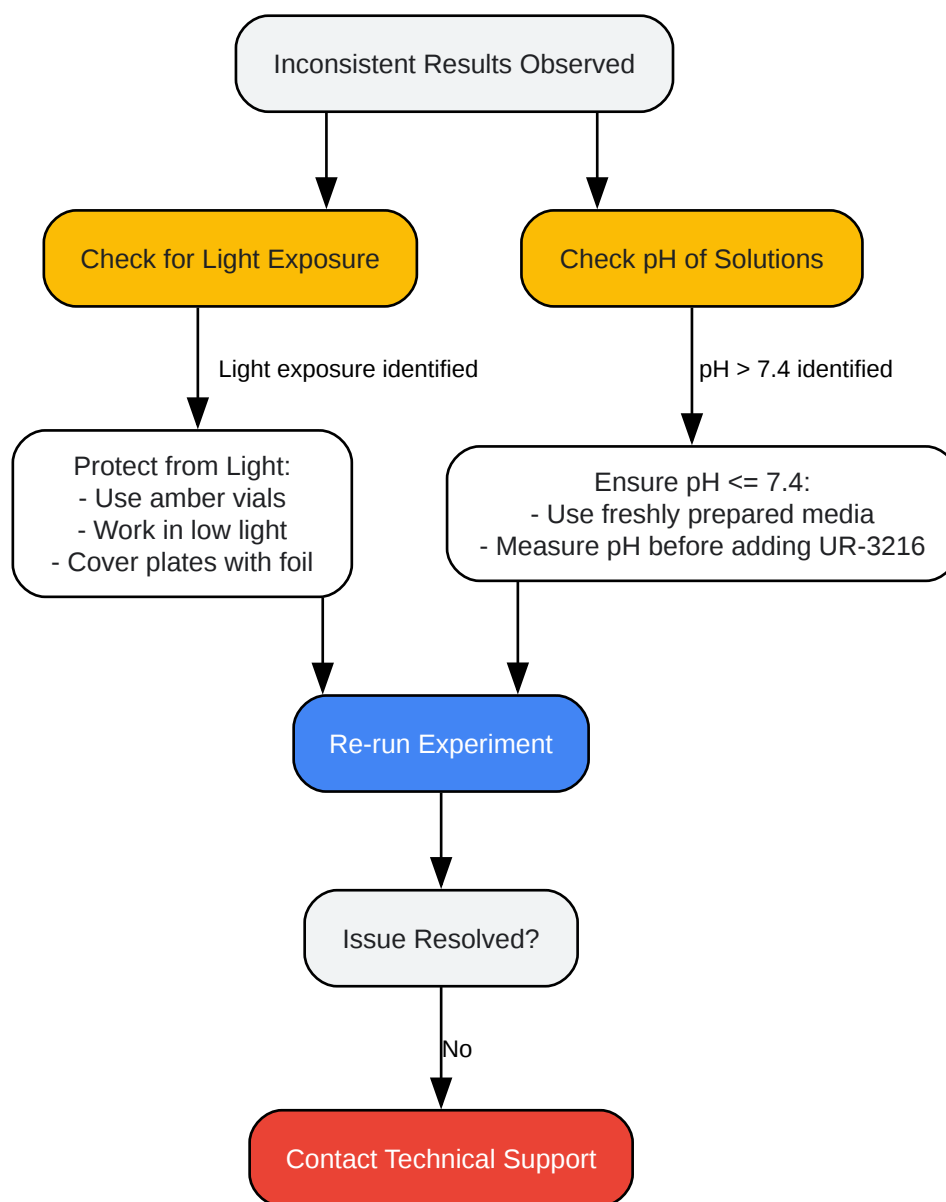 Inconsistent Results Observed
Check for Light Exposure
Check pH of Solutions
Light exposure identified
pH > 7.4 identified
Protect from Light:
- Use amber vials
- Work in low light
- Cover plates with foil
Ensure pH <= 7.4:
- Use freshly prepared media
- Measure pH before adding UR-3216
Re-run Experiment
Issue Resolved?
No
Contact Technical Support